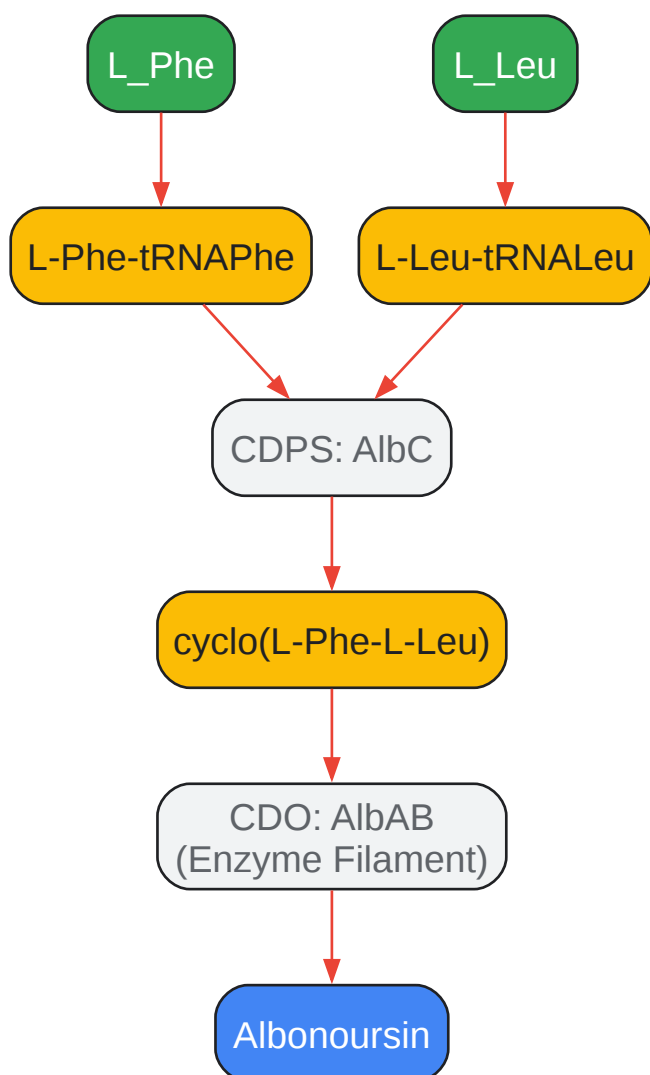 L_Phe
L_Leu
L-Phe-tRNAPhe
L-Leu-tRNALeu
CDPS: AlbC
cyclo(L-Phe-L-Leu)
CDO: AlbAB
(Enzyme Filament)
Albonoursin